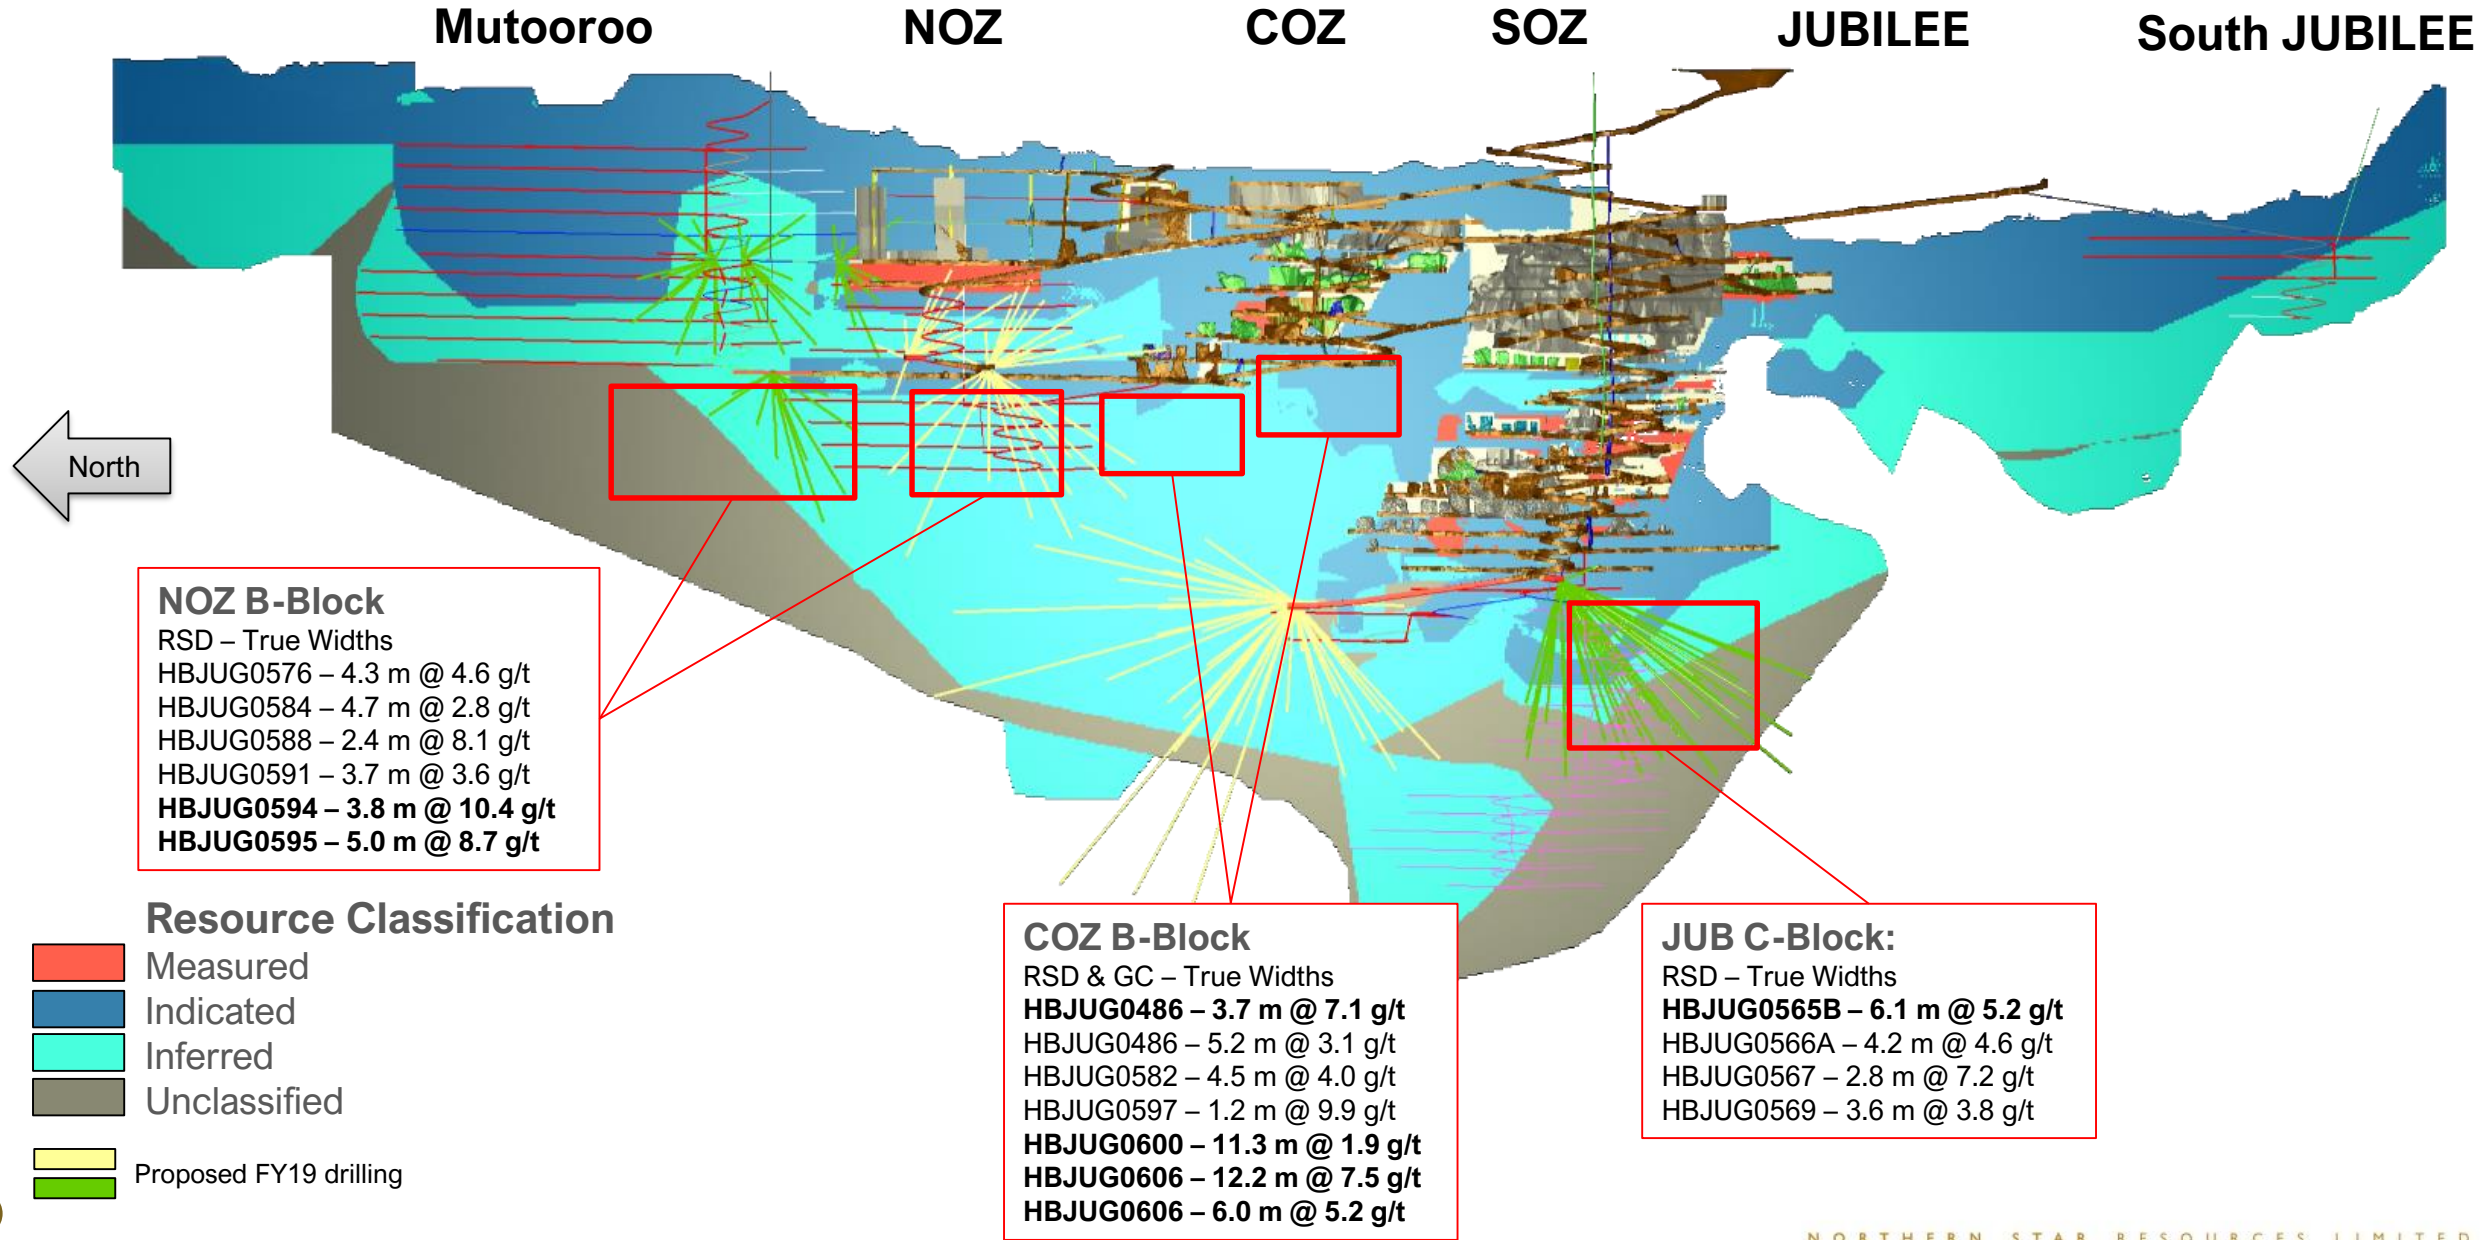 Mutooroo
NOZ
COZ
SOZ
JUBILEE
South JUBILEE
North
NOZ B-Block
RSD – True Widths
HBJUG0576 – 4.3 m @ 4.6 g/t
HBJUG0584 – 4.7 m @ 2.8 g/t
HBJUG0588 – 2.4 m @ 8.1 g/t
HBJUG0591 – 3.7 m @ 3.6 g/t
HBJUG0594 – 3.8 m @ 10.4 g/t
HBJUG0595 – 5.0 m @ 8.7 g/t
Resource Classification
Measured
Indicated
Inferred
Unclassified
Proposed FY19 drilling
COZ B-Block
RSD & GC – True Widths
HBJUG0486 – 3.7 m @ 7.1 g/t
HBJUG0486 – 5.2 m @ 3.1 g/t
HBJUG0582 – 4.5 m @ 4.0 g/t
HBJUG0597 – 1.2 m @ 9.9 g/t
HBJUG0600 – 11.3 m @ 1.9 g/t
HBJUG0606 – 12.2 m @ 7.5 g/t
HBJUG0606 – 6.0 m @ 5.2 g/t
JUB C-Block:
RSD – True Widths
HBJUG0565B – 6.1 m @ 5.2 g/t
HBJUG0566A – 4.2 m @ 4.6 g/t
HBJUG0567 – 2.8 m @ 7.2 g/t
HBJUG0569 – 3.6 m @ 3.8 g/t
NORTHERN STAR RESOURCES LIMITED